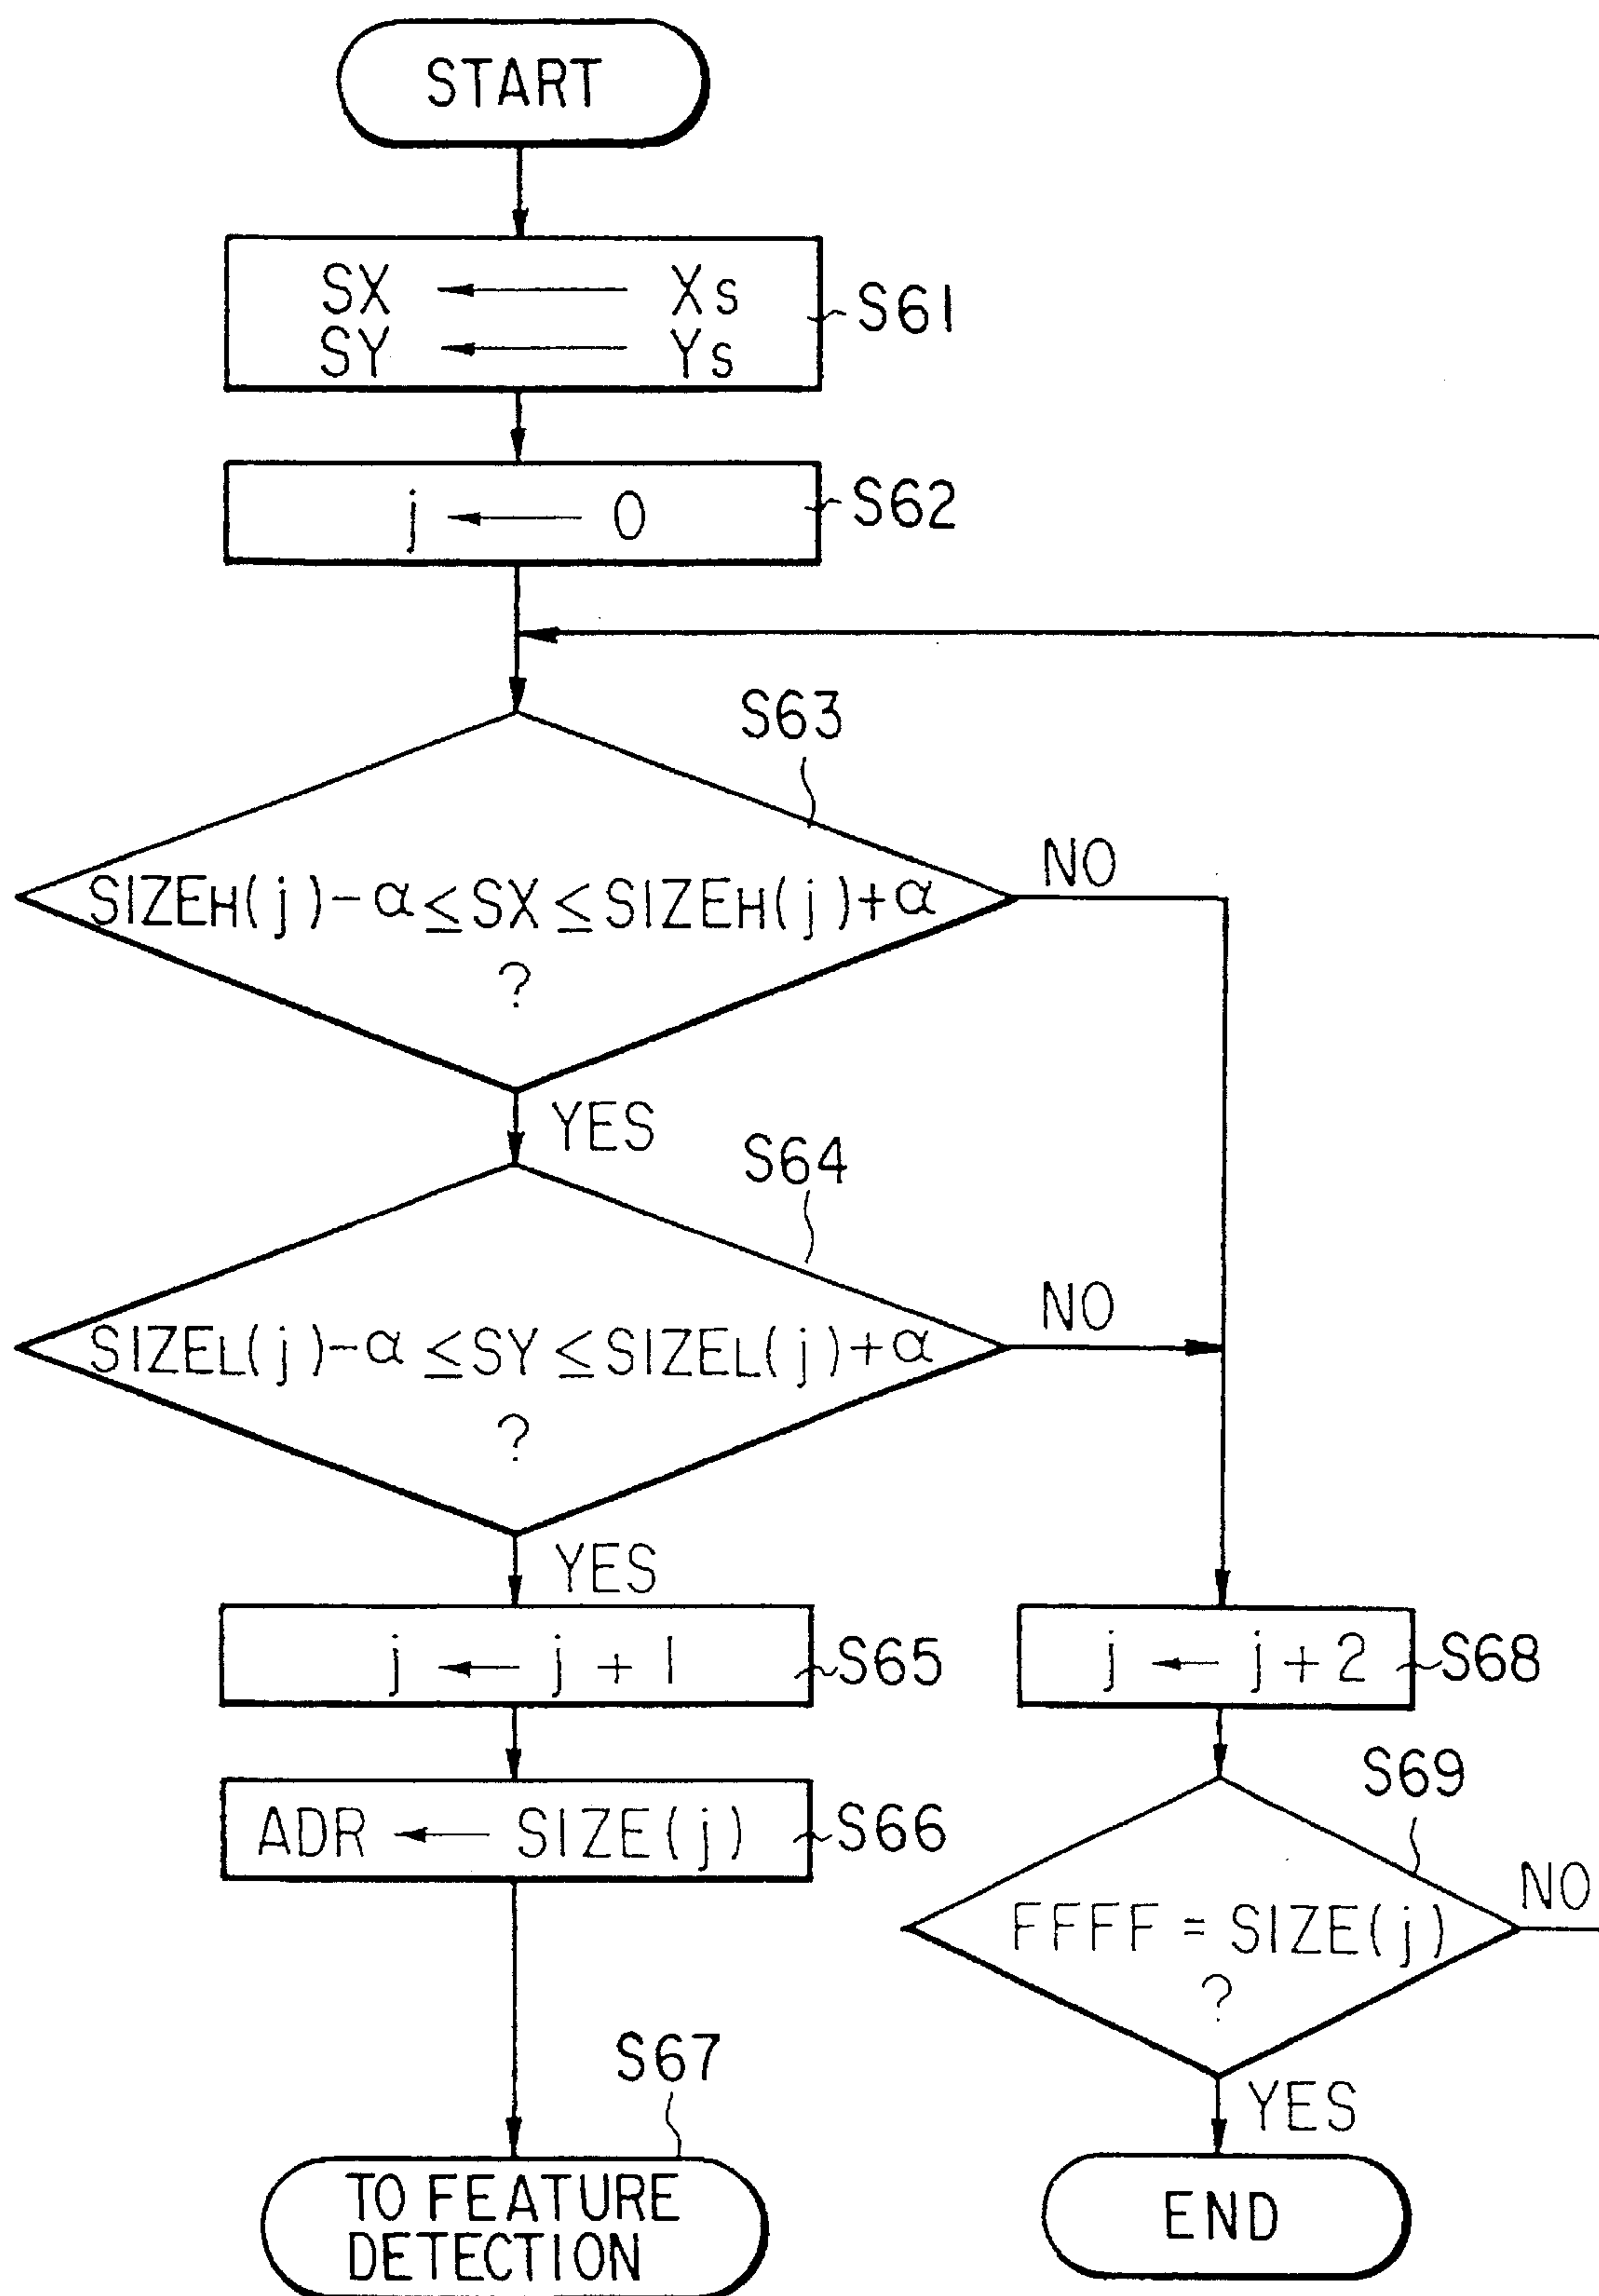 START
SX ← Xs
SY ← Ys
S61
j ← 0
S62
S63
SIZEH(j)-α≤SX≤SIZEH(j)+α
?
NO
YES
S64
SIZEL(j)-α≤SY≤SIZEL(j)+α
?
NO
YES
j ← j+1
S65
j ← j+2
S68
ADR ← SIZE(j)
S66
S69
FFFF=SIZE(j)
?
NO
YES
S67
TO FEATURE
DETECTION
END